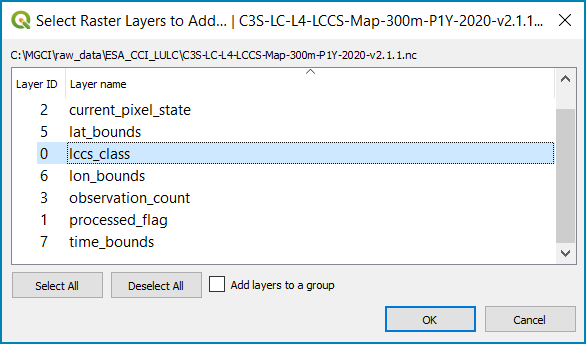 Select Raster Layers to Add... | C3S-LC-L4-LCCS-Map-300m-P1Y-2020-v2.1.1...
C:\MGCI\raw_data\ESA_CCI_LULC\C3S-LC-L4-LCCS-Map-300m-P1Y-2020-v2.1.1.nc
Layer ID Layer name
2 current_pixel_state
5 lat_bounds
0 lccs_class
6 lon_bounds
3 observation_count
1 processed_flag
7 time_bounds
Select All Deselect All Add layers to a group
OK Cancel